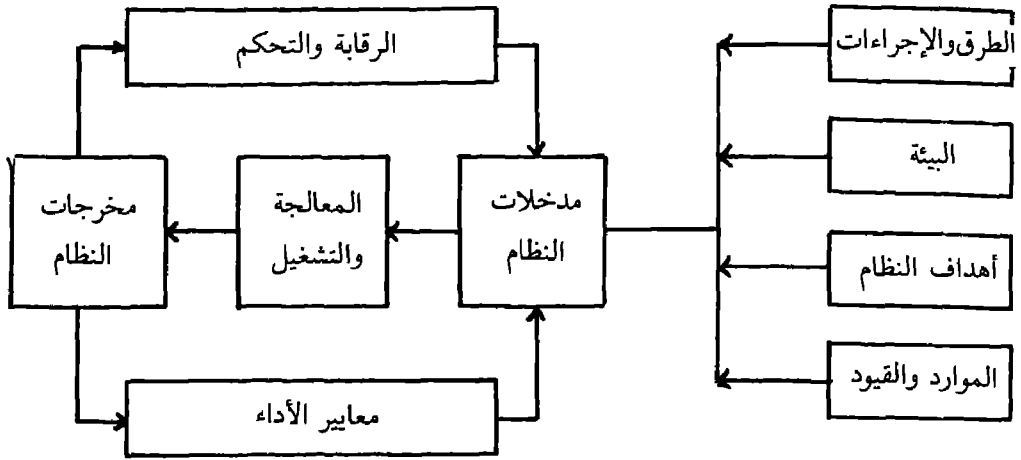 الرقابة والتحكم
الطرق والإجراءات
البيئة
مدخلات
النظام
المعالجة
والتشغيل
مخرجات
النظام
أهداف النظام
الموارد والقيود
معايير الأداء